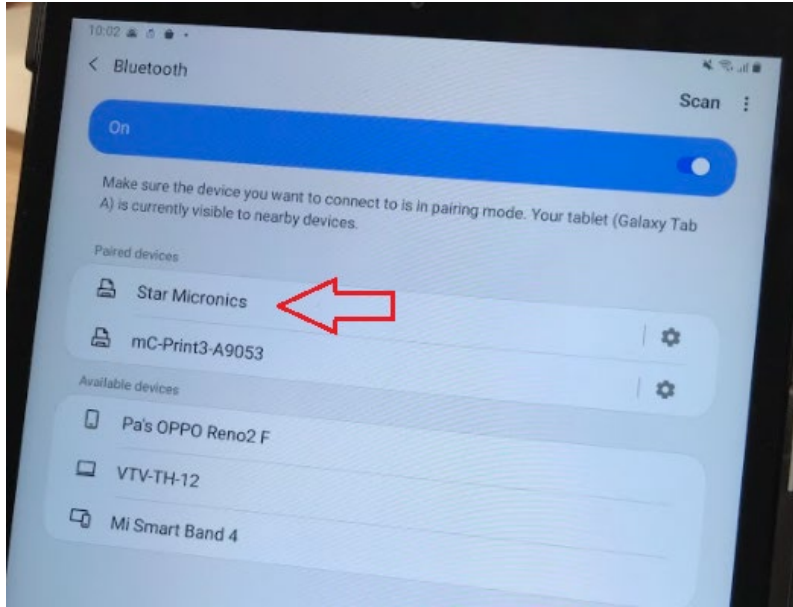 10:02
Bluetooth
Scan
On
Make sure the device you want to connect to is in pairing mode. Your tablet (Galaxy Tab
A) is currently visible to nearby devices.
Paired devices
Star Micronics
mC-Print3-A9053
Available devices
Pa's OPPO Reno2 F
VTV-TH-12
Mi Smart Band 4